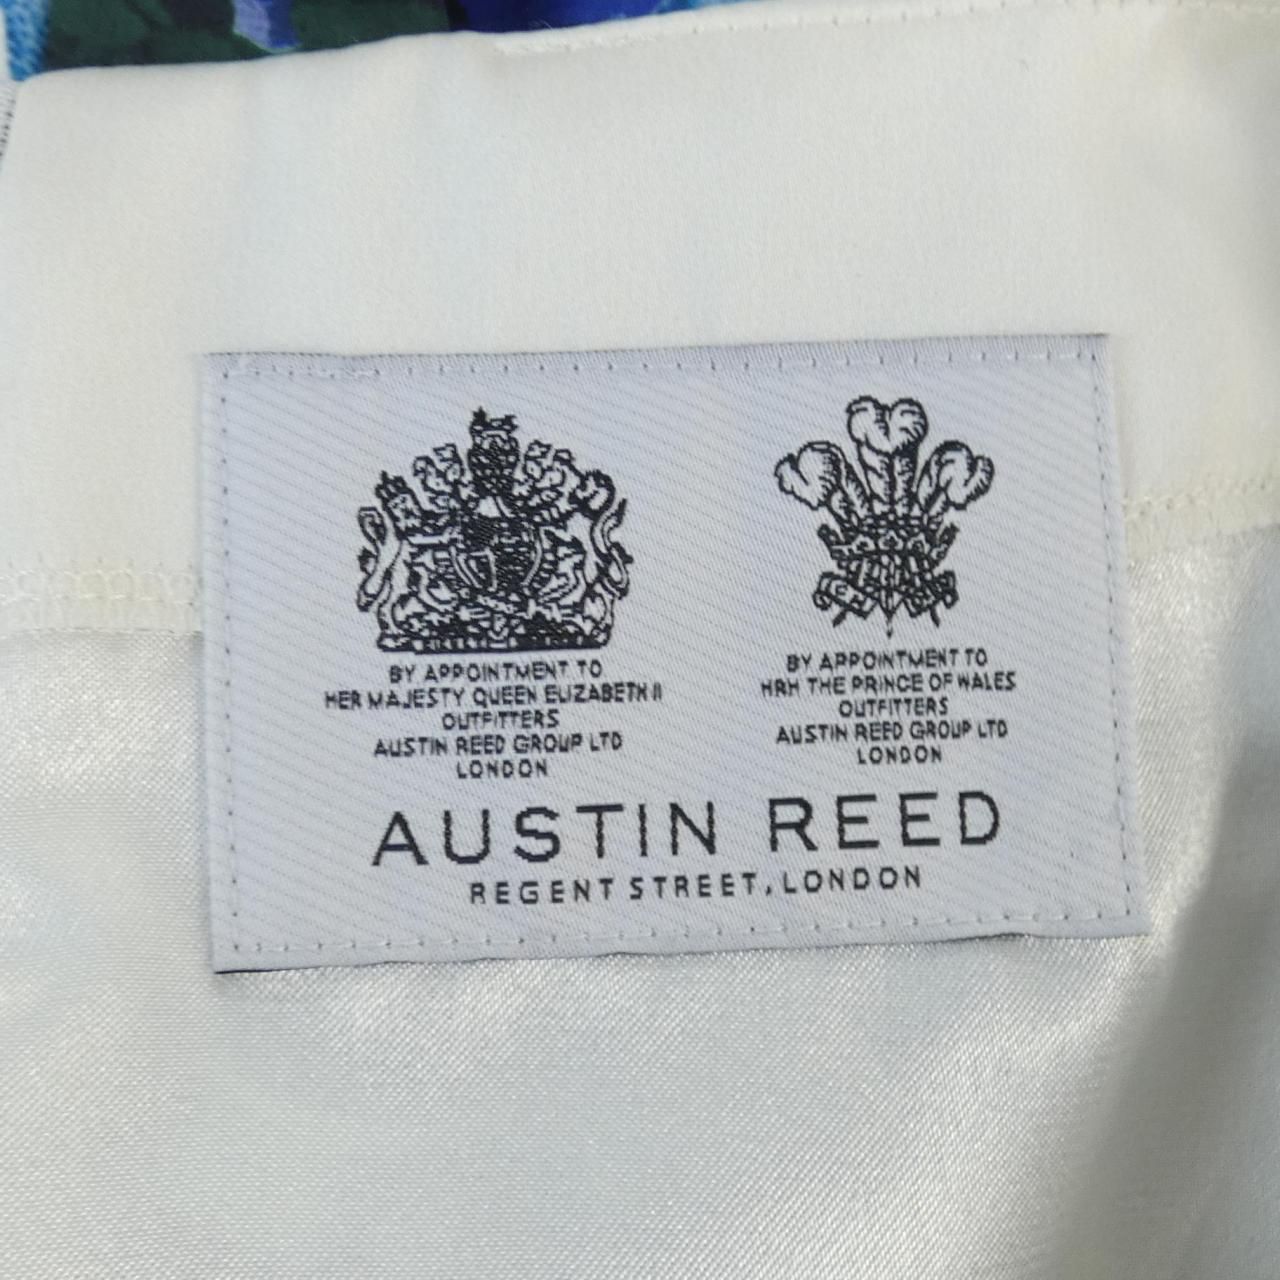 BY APPOINTMENT TO
HER MAJESTY QUEEN ELIZABETH II
OUTFITTERS
AUSTIN REED GROUP LTD
LONDON
BY APPOINTMENT TO
HRH THE PRINCE OF WALES
OUTFITTERS
AUSTIN REED GROUP LTD
LONDON
AUSTIN REED
REGENT STREET, LONDON